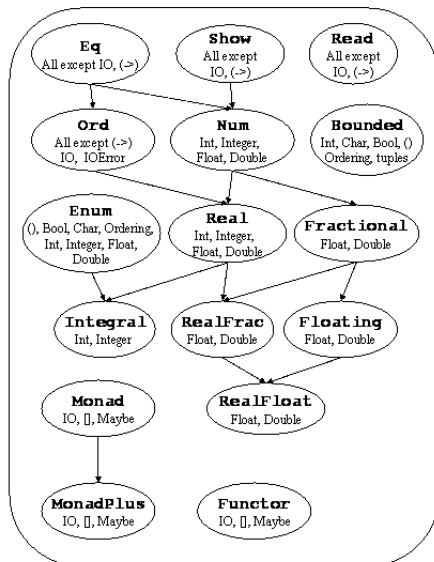 Eq
All except IO, (->)
Show
All except
IO, (->)
Read
All except
IO, (->)
Ord
All except (->)
IO, IOError
Num
Int, Integer,
Float, Double
Bounded
Int, Char, Bool, ()
Ordering, tuples
Enum
(), Bool, Char, Ordering,
Int, Integer, Float,
Double
Real
Int, Integer,
Float, Double
Fractional
Float, Double
Integral
Int, Integer
RealFrac
Float, Double
Floating
Float, Double
Monad
IO, [], Maybe
RealFloat
Float, Double
MonadPlus
IO, [], Maybe
Functor
IO, [], Maybe